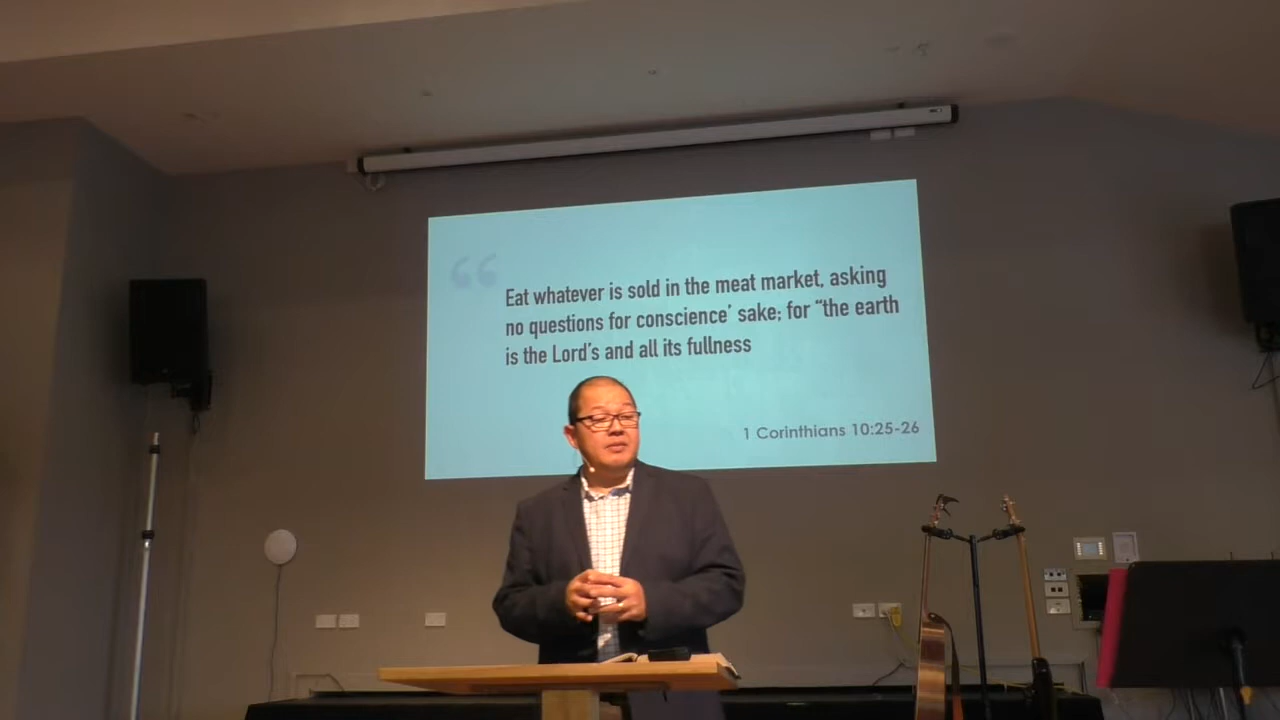 “
Eat whatever is sold in the meat market, asking
no questions for conscience’ sake; for “the earth
is the Lord’s and all its fullness
1 Corinthians 10:25-26